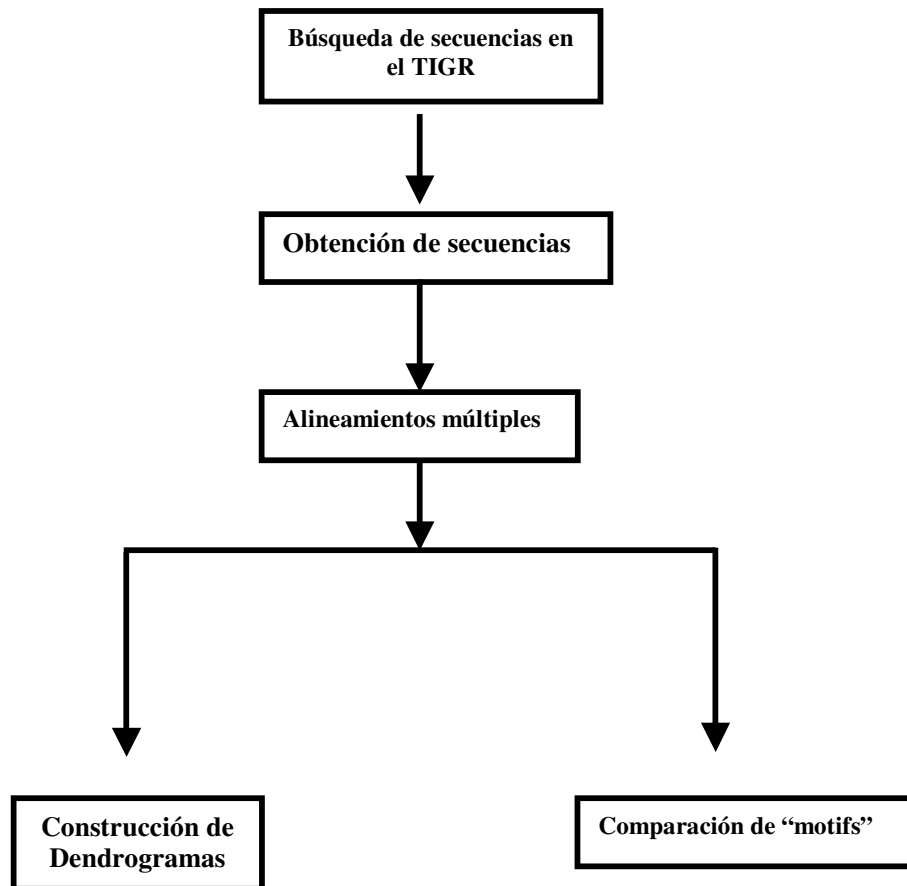 Búsqueda de secuencias en
el TIGR
Obtención de secuencias
Alineamientos múltiples
Construcción de
Dendrogramas
Comparación de “motifs”